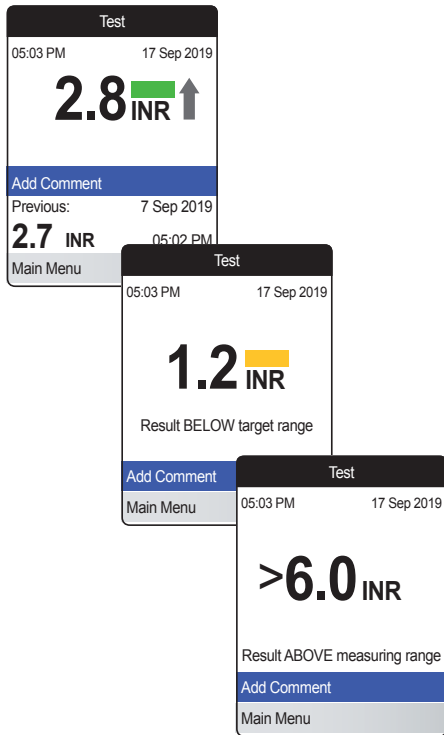 Test
05:03 PM 17 Sep 2019
2.8 INR
Add Comment
Previous: 7 Sep 2019
2.7 INR 05:02 PM
Main Menu
Test
05:03 PM 17 Sep 2019
1.2 INR
Result BELOW target range
Add Comment
Main Menu
Test
05:03 PM 17 Sep 2019
>6.0 INR
Result ABOVE measuring range
Add Comment
Main Menu